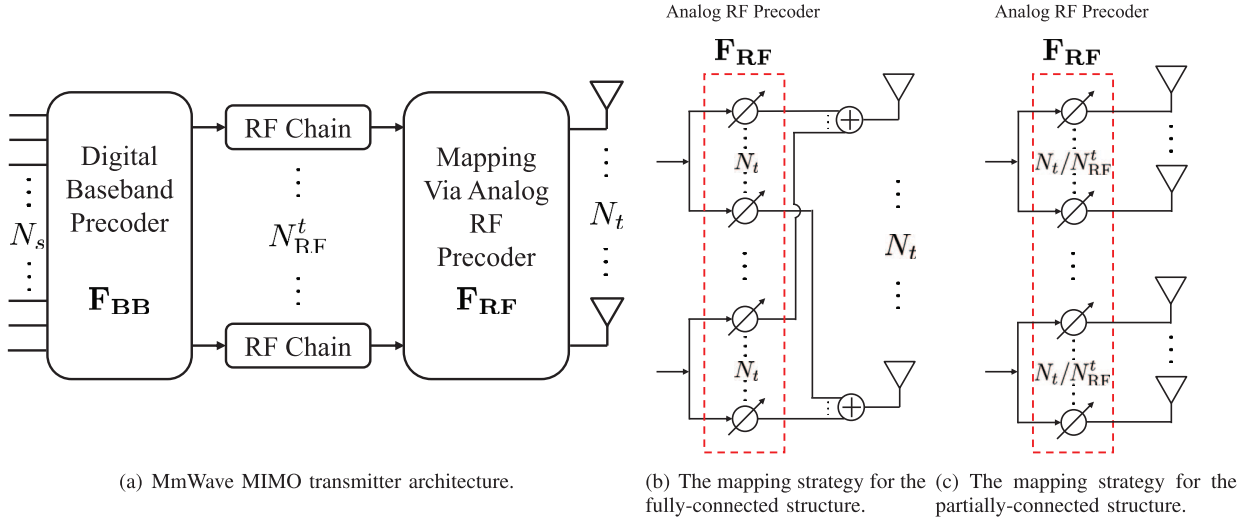 Digital
Baseband
Precoder
F_BB
N_s
RF Chain
N_RF^t
RF Chain
Mapping
Via Analog
RF
Precoder
F_RF
N_t
(a) MmWave MIMO transmitter architecture.
Analog RF Precoder
F_RF
N_t
N_t
N_t
(b) The mapping strategy for the
fully-connected structure.
Analog RF Precoder
F_RF
N_t/N_RF^t
N_t/N_RF^t
(c) The mapping strategy for the
partially-connected structure.